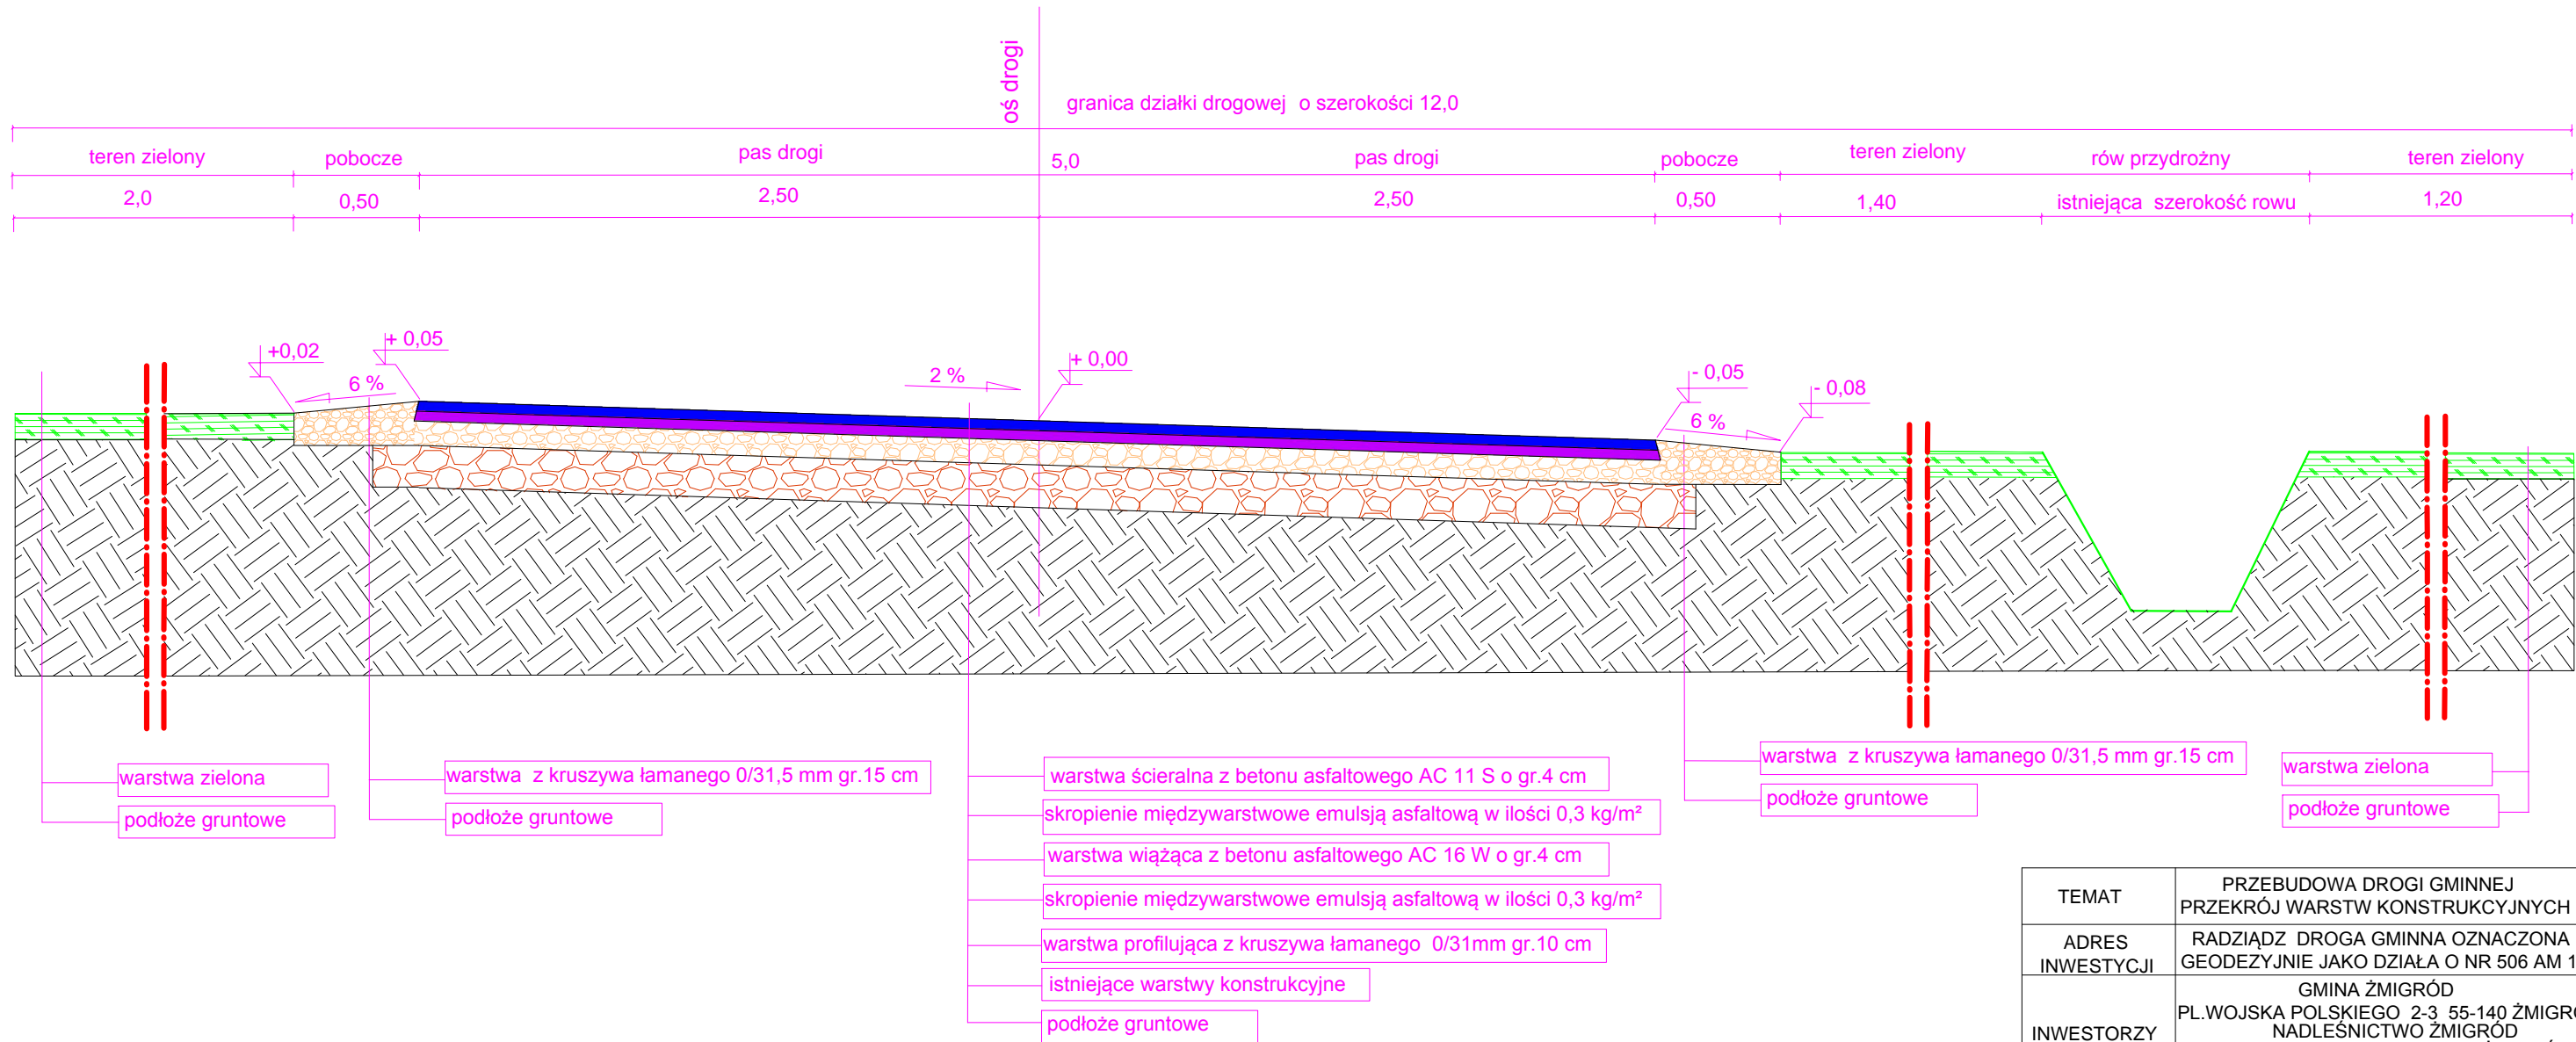 oś drogi
granica działki drogowej o szerokości 12,0
teren zielony
pobocze
pas drogi
5,0
pas drogi
pobocze
teren zielony
rów przydrożny
teren zielony
2,0
0,50
2,50
2,50
0,50
1,40
istniejąca szerokość rowu
1,20
+0,02
+ 0,05
6 %
2 %
+ 0,00
- 0,05
- 0,08
6 %
warstwa zielona
podłoże gruntowe
warstwa z kruszywa łamanego 0/31,5 mm gr.15 cm
podłoże gruntowe
warstwa ścieralna z betonu asfaltowego AC 11 S o gr.4 cm
skropienie międzywarstwowe emulsją asfaltową w ilości 0,3 kg/m²
warstwa wiążąca z betonu asfaltowego AC 16 W o gr.4 cm
skropienie międzywarstwowe emulsją asfaltową w ilości 0,3 kg/m²
warstwa profilująca z kruszywa łamanego 0/31mm gr.10 cm
istniejące warstwy konstrukcyjne
podłoże gruntowe
warstwa z kruszywa łamanego 0/31,5 mm gr.15 cm
podłoże gruntowe
warstwa zielona
podłoże gruntowe
TEMAT
PRZEBUDOWA DROGI GMINNEJ
PRZEKRÓJ WARSTW KONSTRUKCYJNYCH
ADRES
INWESTYCJI
RADZIĄDZ DROGA GMINNA OZNACZONA
GEODEZYJNIE JAKO DZIAŁA O NR 506 AM 1
INWESTORZY
GMINA ŻMIGRÓD
PL.WOJSKA POLSKIEGO 2-3 55-140
NADLEŚNICTWO ŻMIGRÓD